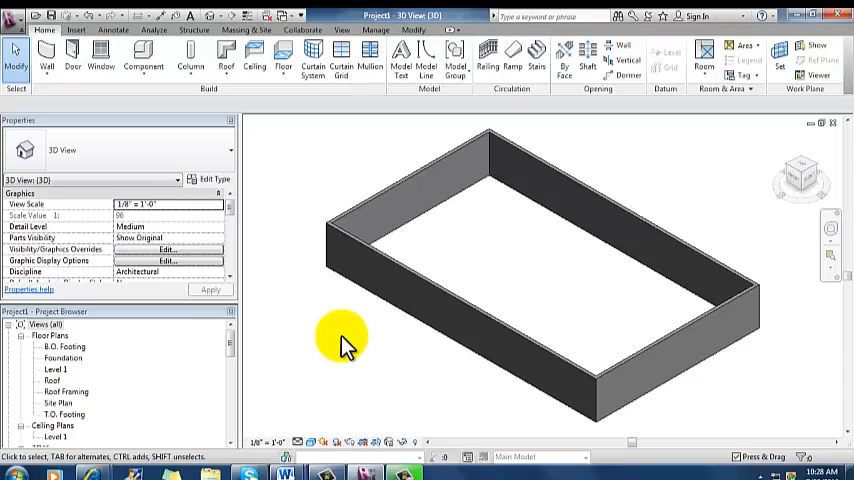 Project1 - 3D View: {3D}
Type a keyword or phrase
Sign In
Home Insert Annotate Analyze Structure Massing & Site Collaborate View Manage Modify
Modify Wall Door Window Component Column Roof Ceiling Floor Curtain System Curtain Grid Mullion Model Text Model Line Model Group Railing Ramp Stairs By Face Shaft Wall Vertical Dormer Level Grid Room Area Legend Tag Set Show Ref Plane Viewer
Select Build Model Circulation Opening Datum Room & Area Work Plane
Properties
3D View
3D View: {3D} Edit Type
Graphics
View Scale 1/8" = 1'-0"
Scale Value 1: 96
Detail Level Medium
Parts Visibility Show Original
Visibility/Graphics Overrides Edit...
Graphic Display Options Edit...
Discipline Architectural
Properties help Apply
Project1 - Project Browser
Views (all)
Floor Plans
B.O. Footing
Foundation
Level 1
Roof
Roof Framing
Site Plan
T.O. Footing
Ceiling Plans
Level 1
1/8" = 1'-0"
Click to select, TAB for alternates, CTRL adds, SHIFT unselects.
:0 Main Model Press & Drag :0
10:28 AM